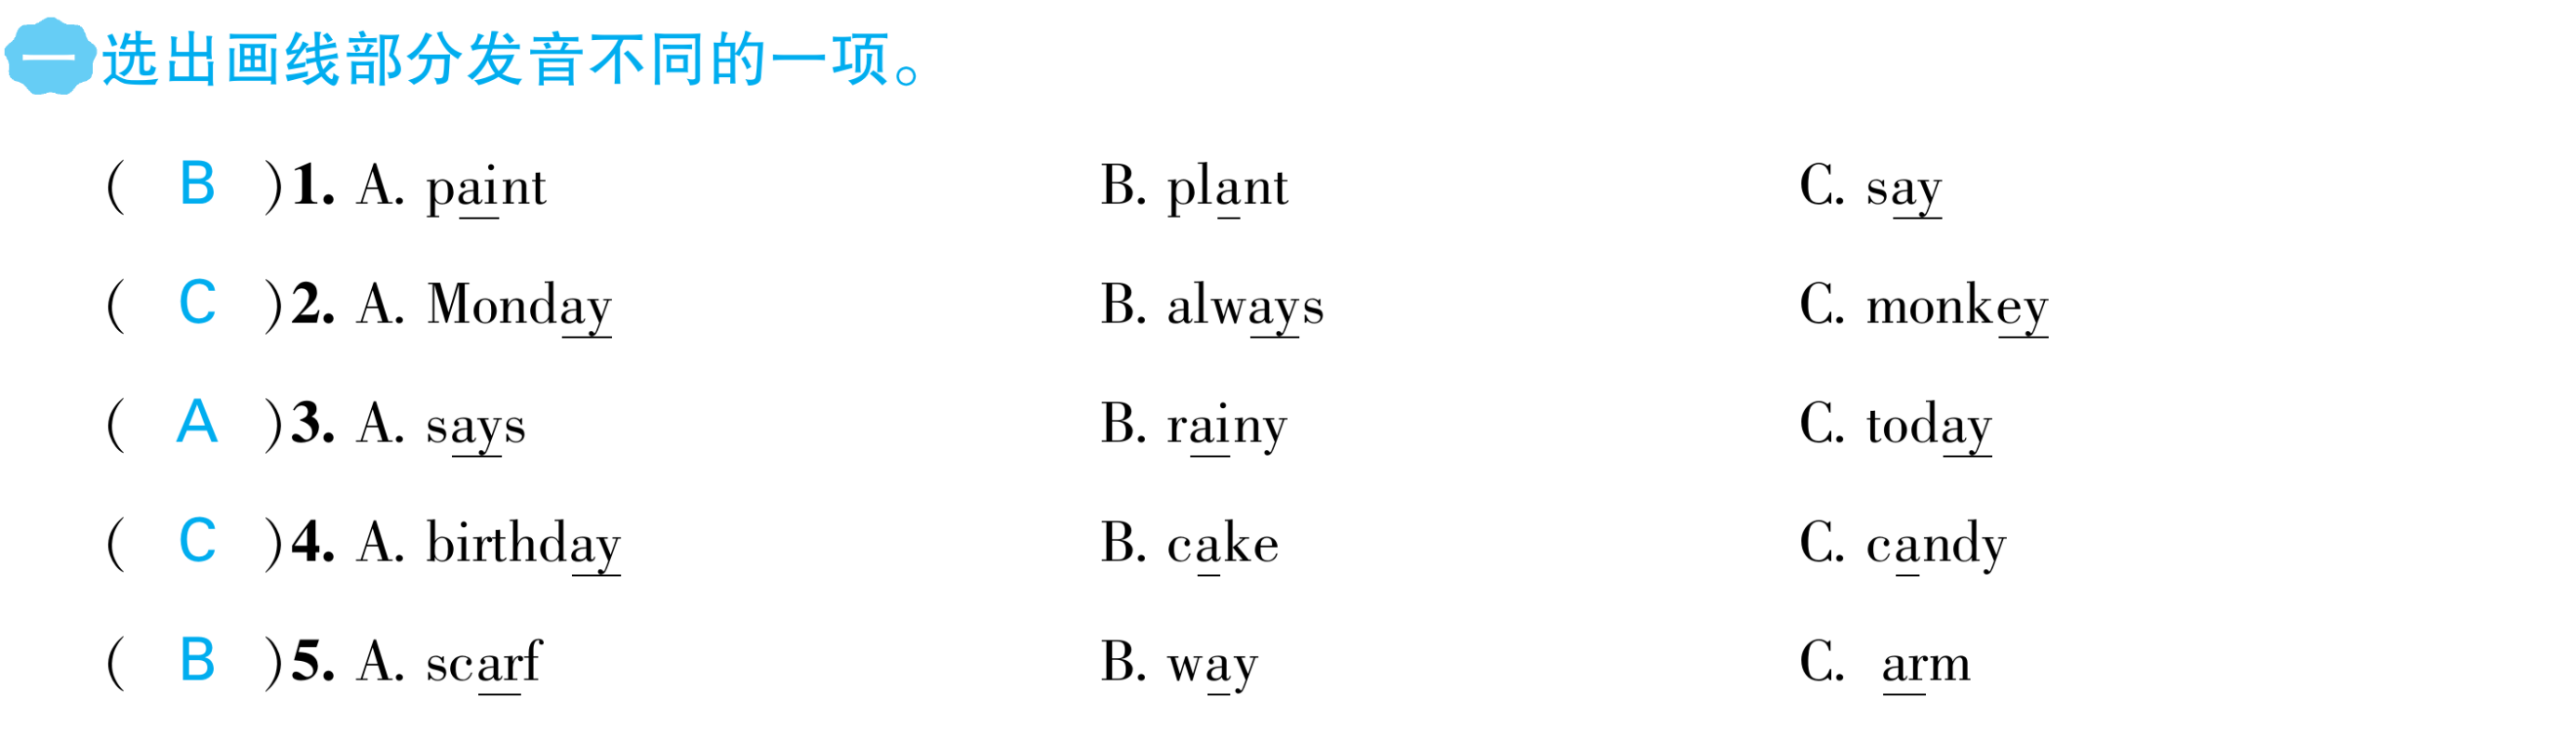 一 选出画线部分发音不同的一项。
( B )1. A. paint B. plant C. say
( C )2. A. Monday B. always C. monkey
( A )3. A. says B. rainy C. today
( C )4. A. birthday B. cake C. candy
( B )5. A. scarf B. way C. arm